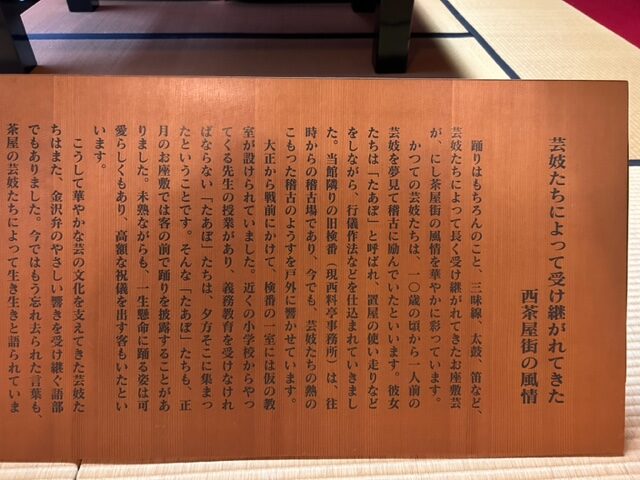 芸妓たちによって受け継がれてきた
西茶屋街の風情
踊りはもちろんのこと、三味線、太鼓、笛など、
芸妓たちによって長く受け継がれてきたお座敷芸
が、にし茶屋街の風情を華やかに彩っています。
かつての芸妓たちは、一〇歳の頃から一人前の
芸妓を夢見て稽古に励んでいたといいます。彼女
たちは「たあぼ」と呼ばれ、置屋の使い走りなど
をしながら、行儀作法などを仕込まれていきまし
た。当館隣りの旧検番（現西料亭事務所）は、往
時からの稽古場であり、今でも、芸妓たちの熱の
こもった稽古のようすを戸外に響かせています。
大正から戦前にかけて、検番の一室には仮の教
室が設けられていました。近くの小学校からやっ
てくる先生の授業があり、義務教育を受けなけれ
ばならない「たあぼ」たちは、夕方そこに集まっ
たということです。そんな「たあぼ」たちも、正
月のお座敷では客の前で踊りを披露することがあ
りました。未熟ながらも、一生懸命に踊る姿は可
愛らしくもあり、高額な祝儀を出す客もいたとい
います。
こうして華やかな芸の文化を支えてきた芸妓た
ちはまた、金沢弁のやさしい響きを受け継ぐ語部
でもありました。今ではもう忘れ去られた言葉も、
茶屋の芸妓たちによって生き生きと語られていま